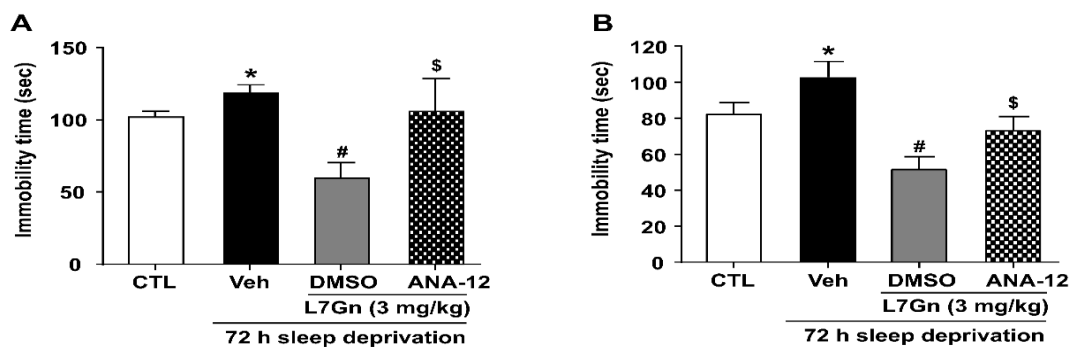 A
Immobility time (sec)
150
100
50
0
*
#
$
CTL Veh DMSO ANA-12
L7Gn (3 mg/kg)
72 h sleep deprivation
B
Immobility time (sec)
120
100
80
60
40
20
0
*
#
$
CTL Veh DMSO ANA-12
L7Gn (3 mg/kg)
72 h sleep deprivation